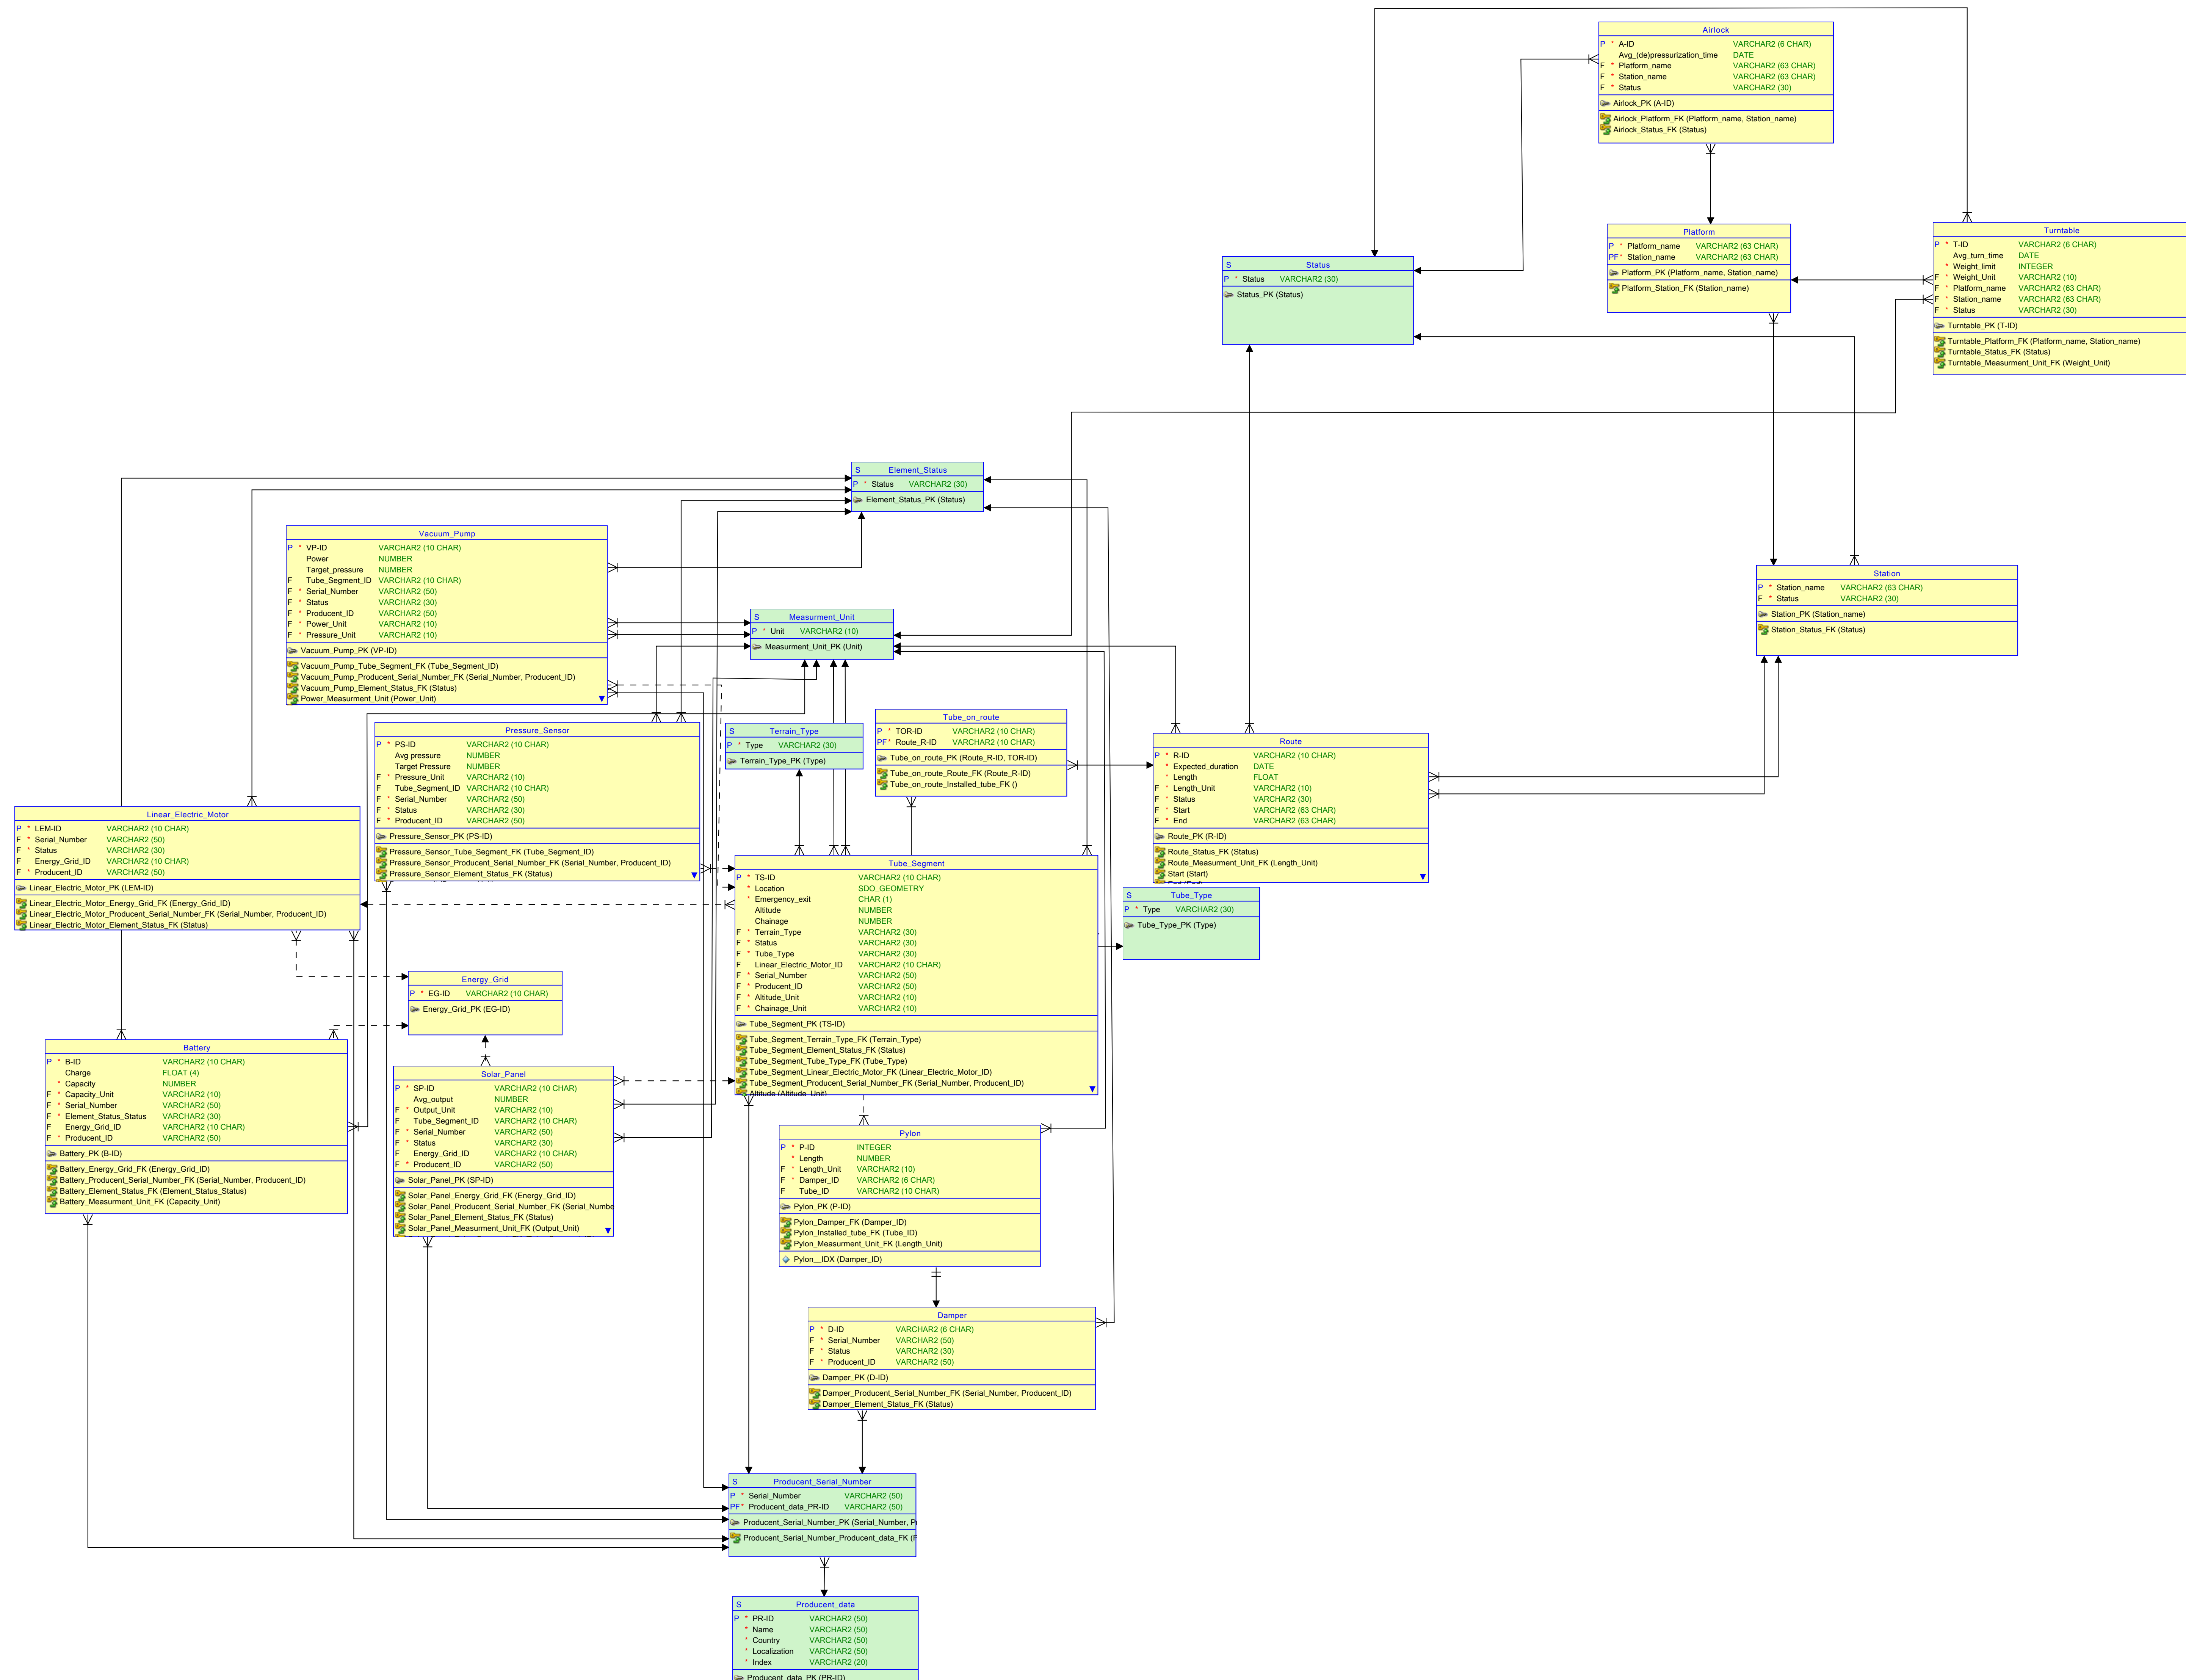 Airlock
P * A-ID VARCHAR2 (6 CHAR)
Avg_(de)pressurization_time DATE
F * Platform_name VARCHAR2 (63 CHAR)
F * Station_name VARCHAR2 (63 CHAR)
F * Status VARCHAR2 (30)
Airlock_PK (A-ID)
Airlock_Platform_FK (Platform_name, Station_name)
Airlock_Status_FK (Status)
Platform
P * Platform_name VARCHAR2 (63 CHAR)
PF* Station_name VARCHAR2 (63 CHAR)
Platform_PK (Platform_name, Station_name)
Platform_Station_FK (Station_name)
Turntable
P * T-ID VARCHAR2 (6 CHAR)
Avg_turn_time DATE
* Weight_limit INTEGER
F * Weight_Unit VARCHAR2 (10)
F * Platform_name VARCHAR2 (63 CHAR)
F * Station_name VARCHAR2 (63 CHAR)
F * Status VARCHAR2 (30)
Turntable_PK (T-ID)
Turntable_Platform_FK (Platform_name, Station_name)
Turntable_Status_FK (Status)
Turntable_Measurment_Unit_FK (Weight_Unit)
S Status
P * Status VARCHAR2 (30)
Status_PK (Status)
S Element_Status
P * Status VARCHAR2 (30)
Element_Status_PK (Status)
Vacuum_Pump
P * VP-ID VARCHAR2 (10 CHAR)
Power NUMBER
Target_pressure NUMBER
F Tube_Segment_ID VARCHAR2 (10 CHAR)
F * Serial_Number VARCHAR2 (50)
F * Status VARCHAR2 (30)
F * Producent_ID VARCHAR2 (50)
F * Power_Unit VARCHAR2 (10)
F * Pressure_Unit VARCHAR2 (10)
Vacuum_Pump_PK (VP-ID)
Vacuum_Pump_Tube_Segment_FK (Tube_Segment_ID)
Vacuum_Pump_Producent_Serial_Number_FK (Serial_Number, Producent_ID)
Vacuum_Pump_Element_Status_FK (Status)
Power_Measurment_Unit (Power_Unit)
Station
P * Station_name VARCHAR2 (63 CHAR)
F * Status VARCHAR2 (30)
Station_PK (Station_name)
Station_Status_FK (Status)
S Measurment_Unit
P * Unit VARCHAR2 (10)
Measurment_Unit_PK (Unit)
Pressure_Sensor
P * PS-ID VARCHAR2 (10 CHAR)
Avg pressure NUMBER
Target Pressure NUMBER
F * Pressure_Unit VARCHAR2 (10)
F Tube_Segment_ID VARCHAR2 (10 CHAR)
F * Serial_Number VARCHAR2 (50)
F * Status VARCHAR2 (30)
F * Producent_ID VARCHAR2 (50)
Pressure_Sensor_PK (PS-ID)
Pressure_Sensor_Tube_Segment_FK (Tube_Segment_ID)
Pressure_Sensor_Producent_Serial_Number_FK (Serial_Number, Producent_ID)
Pressure_Sensor_Element_Status_FK (Status)
S Terrain_Type
P * Type VARCHAR2 (30)
Terrain_Type_PK (Type)
Tube_on_route
P * TOR-ID VARCHAR2 (10 CHAR)
PF* Route_R-ID VARCHAR2 (10 CHAR)
Tube_on_route_PK (Route_R-ID, TOR-ID)
Tube_on_route_Route_FK (Route_R-ID)
Tube_on_route_Installed_tube_FK ()
Route
P * R-ID VARCHAR2 (10 CHAR)
* Expected_duration DATE
* Length FLOAT
F * Length_Unit VARCHAR2 (10)
F * Status VARCHAR2 (30)
F * Start VARCHAR2 (63 CHAR)
F * End VARCHAR2 (63 CHAR)
Route_PK (R-ID)
Route_Status_FK (Status)
Route_Measurment_Unit_FK (Length_Unit)
Start (Start)
Linear_Electric_Motor
P * LEM-ID VARCHAR2 (10 CHAR)
F * Serial_Number VARCHAR2 (50)
F * Status VARCHAR2 (30)
F Energy_Grid_ID VARCHAR2 (10 CHAR)
F * Producent_ID VARCHAR2 (50)
Linear_Electric_Motor_PK (LEM-ID)
Linear_Electric_Motor_Energy_Grid_FK (Energy_Grid_ID)
Linear_Electric_Motor_Producent_Serial_Number_FK (Serial_Number, Producent_ID)
Linear_Electric_Motor_Element_Status_FK (Status)
Tube_Segment
P * TS-ID VARCHAR2 (10 CHAR)
* Location SDO_GEOMETRY
* Emergency_exit CHAR (1)
Altitude NUMBER
Chainage NUMBER
F * Terrain_Type VARCHAR2 (30)
F * Status VARCHAR2 (30)
F * Tube_Type VARCHAR2 (30)
F Linear_Electric_Motor_ID VARCHAR2 (10 CHAR)
F * Serial_Number VARCHAR2 (50)
F * Producent_ID VARCHAR2 (50)
F * Altitude_Unit VARCHAR2 (10)
F * Chainage_Unit VARCHAR2 (10)
Tube_Segment_PK (TS-ID)
Tube_Segment_Terrain_Type_FK (Terrain_Type)
Tube_Segment_Element_Status_FK (Status)
Tube_Segment_Tube_Type_FK (Tube_Type)
Tube_Segment_Linear_Electric_Motor_FK (Linear_Electric_Motor_ID)
Tube_Segment_Producent_Serial_Number_FK (Serial_Number, Producent_ID)
Altitude (Altitude_Unit)
S Tube_Type
P * Type VARCHAR2 (30)
Tube_Type_PK (Type)
Energy_Grid
P * EG-ID VARCHAR2 (10 CHAR)
Energy_Grid_PK (EG-ID)
Battery
P * B-ID VARCHAR2 (10 CHAR)
Charge FLOAT (4)
* Capacity NUMBER
F * Capacity_Unit VARCHAR2 (10)
F * Serial_Number VARCHAR2 (50)
F * Element_Status_Status VARCHAR2 (30)
F Energy_Grid_ID VARCHAR2 (10 CHAR)
F * Producent_ID VARCHAR2 (50)
Battery_PK (B-ID)
Battery_Energy_Grid_FK (Energy_Grid_ID)
Battery_Producent_Serial_Number_FK (Serial_Number, Producent_ID)
Battery_Element_Status_FK (Element_Status_Status)
Battery_Measurment_Unit_FK (Capacity_Unit)
Solar_Panel
P * SP-ID VARCHAR2 (10 CHAR)
Avg_output NUMBER
F * Output_Unit VARCHAR2 (10)
F Tube_Segment_ID VARCHAR2 (10 CHAR)
F * Serial_Number VARCHAR2 (50)
F * Status VARCHAR2 (30)
F Energy_Grid_ID VARCHAR2 (10 CHAR)
F * Producent_ID VARCHAR2 (50)
Solar_Panel_PK (SP-ID)
Solar_Panel_Energy_Grid_FK (Energy_Grid_ID)
Solar_Panel_Producent_Serial_Number_FK (Serial_Numbe
Solar_Panel_Element_Status_FK (Status)
Solar_Panel_Measurment_Unit_FK (Output_Unit)
Pylon
P * P-ID INTEGER
* Length NUMBER
F * Length_Unit VARCHAR2 (10)
F * Damper_ID VARCHAR2 (6 CHAR)
F Tube_ID VARCHAR2 (10 CHAR)
Pylon_PK (P-ID)
Pylon_Damper_FK (Damper_ID)
Pylon_Installed_tube_FK (Tube_ID)
Pylon_Measurment_Unit_FK (Length_Unit)
Pylon__IDX (Damper_ID)
Damper
P * D-ID VARCHAR2 (6 CHAR)
F * Serial_Number VARCHAR2 (50)
F * Status VARCHAR2 (30)
F * Producent_ID VARCHAR2 (50)
Damper_PK (D-ID)
Damper_Producent_Serial_Number_FK (Serial_Number, Producent_ID)
Damper_Element_Status_FK (Status)
S Producent_Serial_Number
P * Serial_Number VARCHAR2 (50)
PF* Producent_data_PR-ID VARCHAR2 (50)
Producent_Serial_Number_PK (Serial_Number, P
Producent_Serial_Number_Producent_data_FK (F
S Producent_data
P * PR-ID VARCHAR2 (50)
* Name VARCHAR2 (50)
* Country VARCHAR2 (50)
* Localization VARCHAR2 (50)
* Index VARCHAR2 (20)
Producent_data_PK (PR-ID)